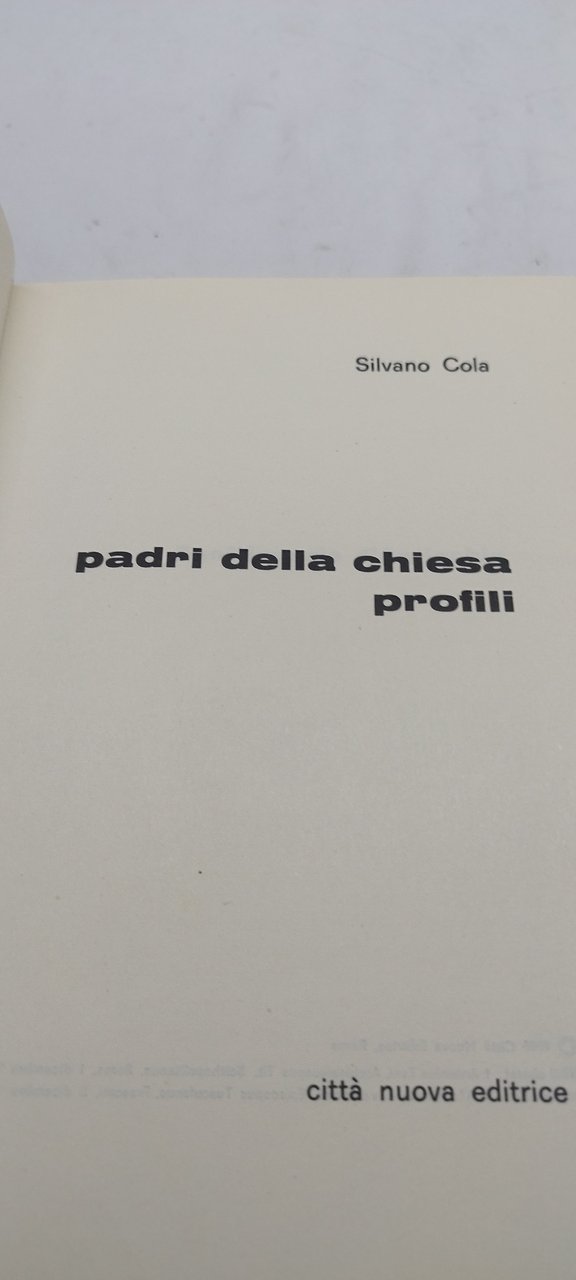 Silvano Cola
padri della chiesa
profili
città nuova editrice